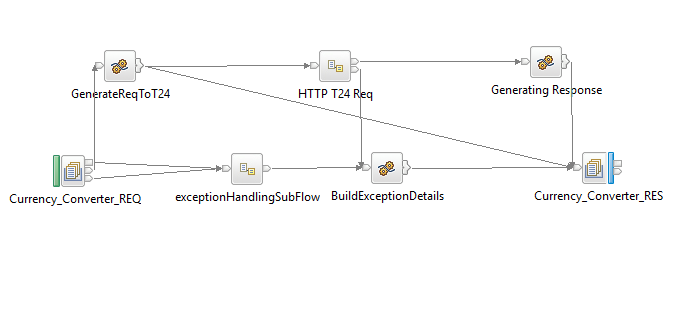 GenerateReqToT24
HTTP T24 Req
Generating Response
Currency_Converter_REQ
exceptionHandlingSubFlow
BuildExceptionDetails
Currency_Converter_RES